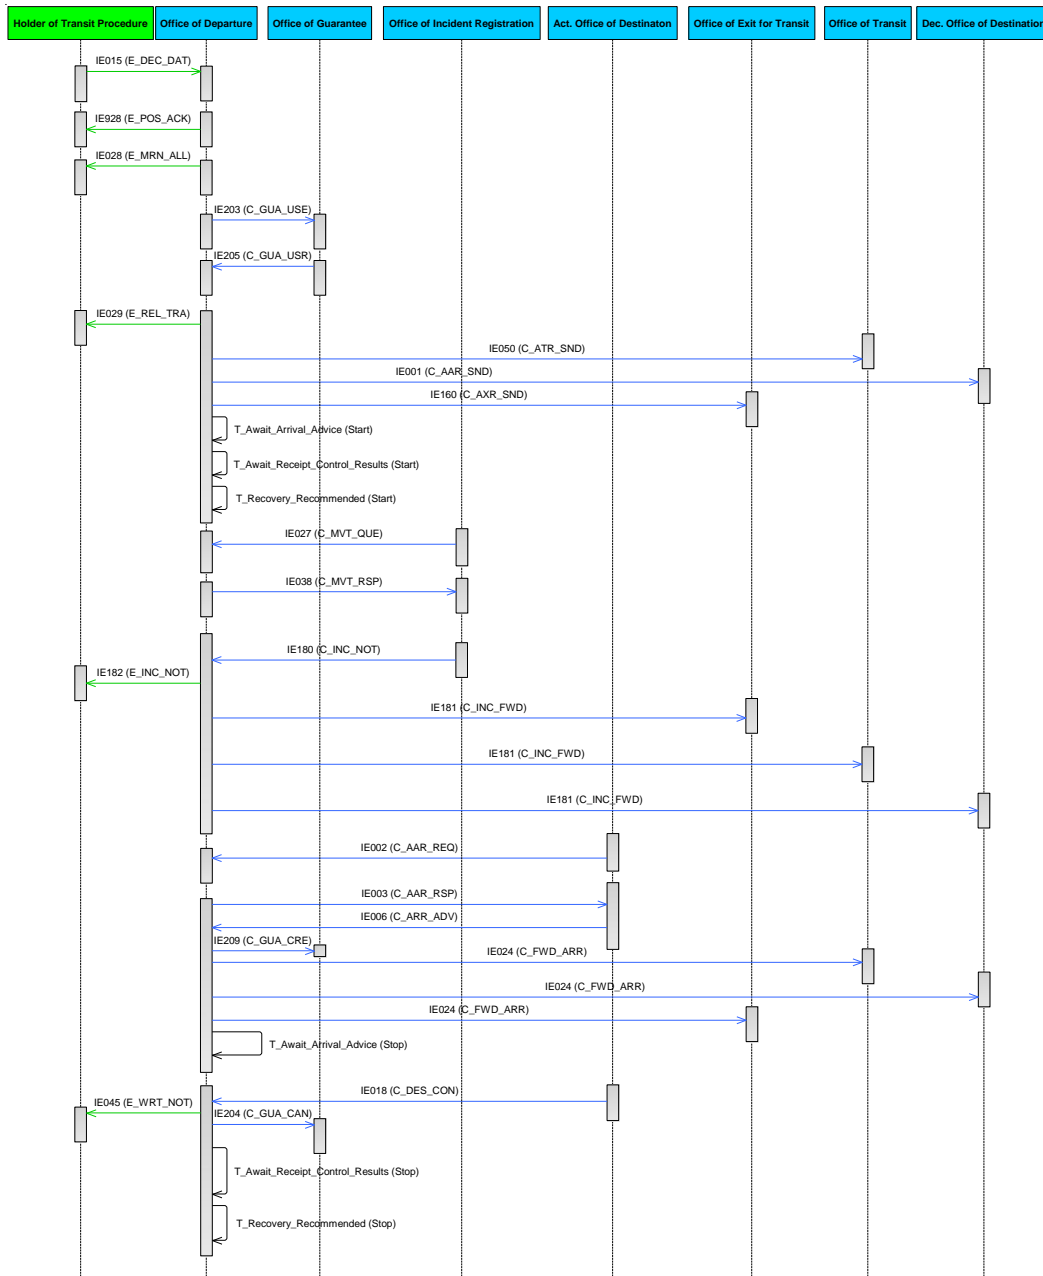 Holder of Transit Procedure
Office of Departure
Office of Guarantee
Office of Incident Registration
Act. Office of Destinaton
Office of Exit for Transit
Office of Transit
Dec. Office of Destination
IE015 (E_DEC_DAT)
IE928 (E_POS_ACK)
IE028 (E_MRN_ALL)
IE203 (C_GUA_USE)
IE205 (C_GUA_USR)
IE029 (E_REL_TRA)
IE050 (C_ATR_SND)
IE001 (C_AAR_SND)
IE160 (C_AXR_SND)
T_Await_Arrival_Advice (Start)
T_Await_Receipt_Control_Results (Start)
T_Recovery_Recommended (Start)
IE027 (C_MVT_QUE)
IE038 (C_MVT_RSP)
IE180 (C_INC_NOT)
IE182 (E_INC_NOT)
IE181 (C_INC_FWD)
IE181 (C_INC_FWD)
IE181 (C_INC_FWD)
IE002 (C_AAR_REQ)
IE003 (C_AAR_RSP)
IE006 (C_ARR_ADV)
IE209 (C_GUA_CRE)
IE024 (C_FWD_ARR)
IE024 (C_FWD_ARR)
IE024 (C_FWD_ARR)
T_Await_Arrival_Advice (Stop)
IE018 (C_DES_CON)
IE045 (E_WRT_NOT)
IE204 (C_GUA_CAN)
T_Await_Receipt_Control_Results (Stop)
T_Recovery_Recommended (Stop)